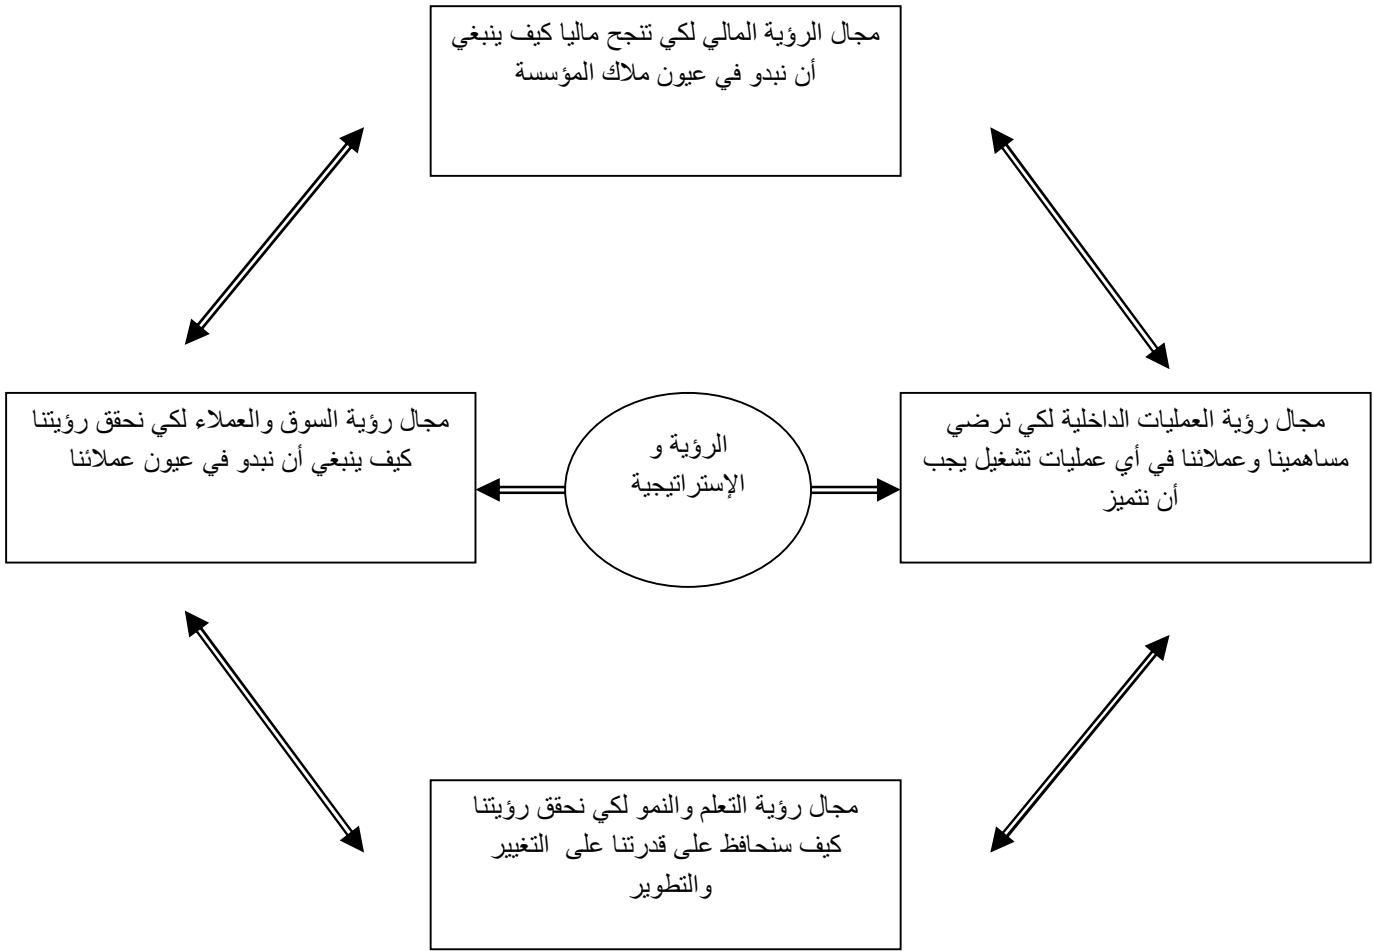 مجال الرؤية المالي لكي تنجح ماليا كيف ينبغي
أن نبدو في عيون ملاك المؤسسة
مجال رؤية العمليات الداخلية لكي نرضي
مساهمينا وعملائنا في أي عمليات تشغيل يجب
أن نتميز
الرؤية و
الإستراتيجية
مجال رؤية السوق والعملاء لكي نحقق رؤيتنا
كيف ينبغي أن نبدو في عيون عملائنا
مجال رؤية التعلم والنمو لكي نحقق رؤيتنا
كيف سنحافظ على قدرتنا على التغيير
والتطوير